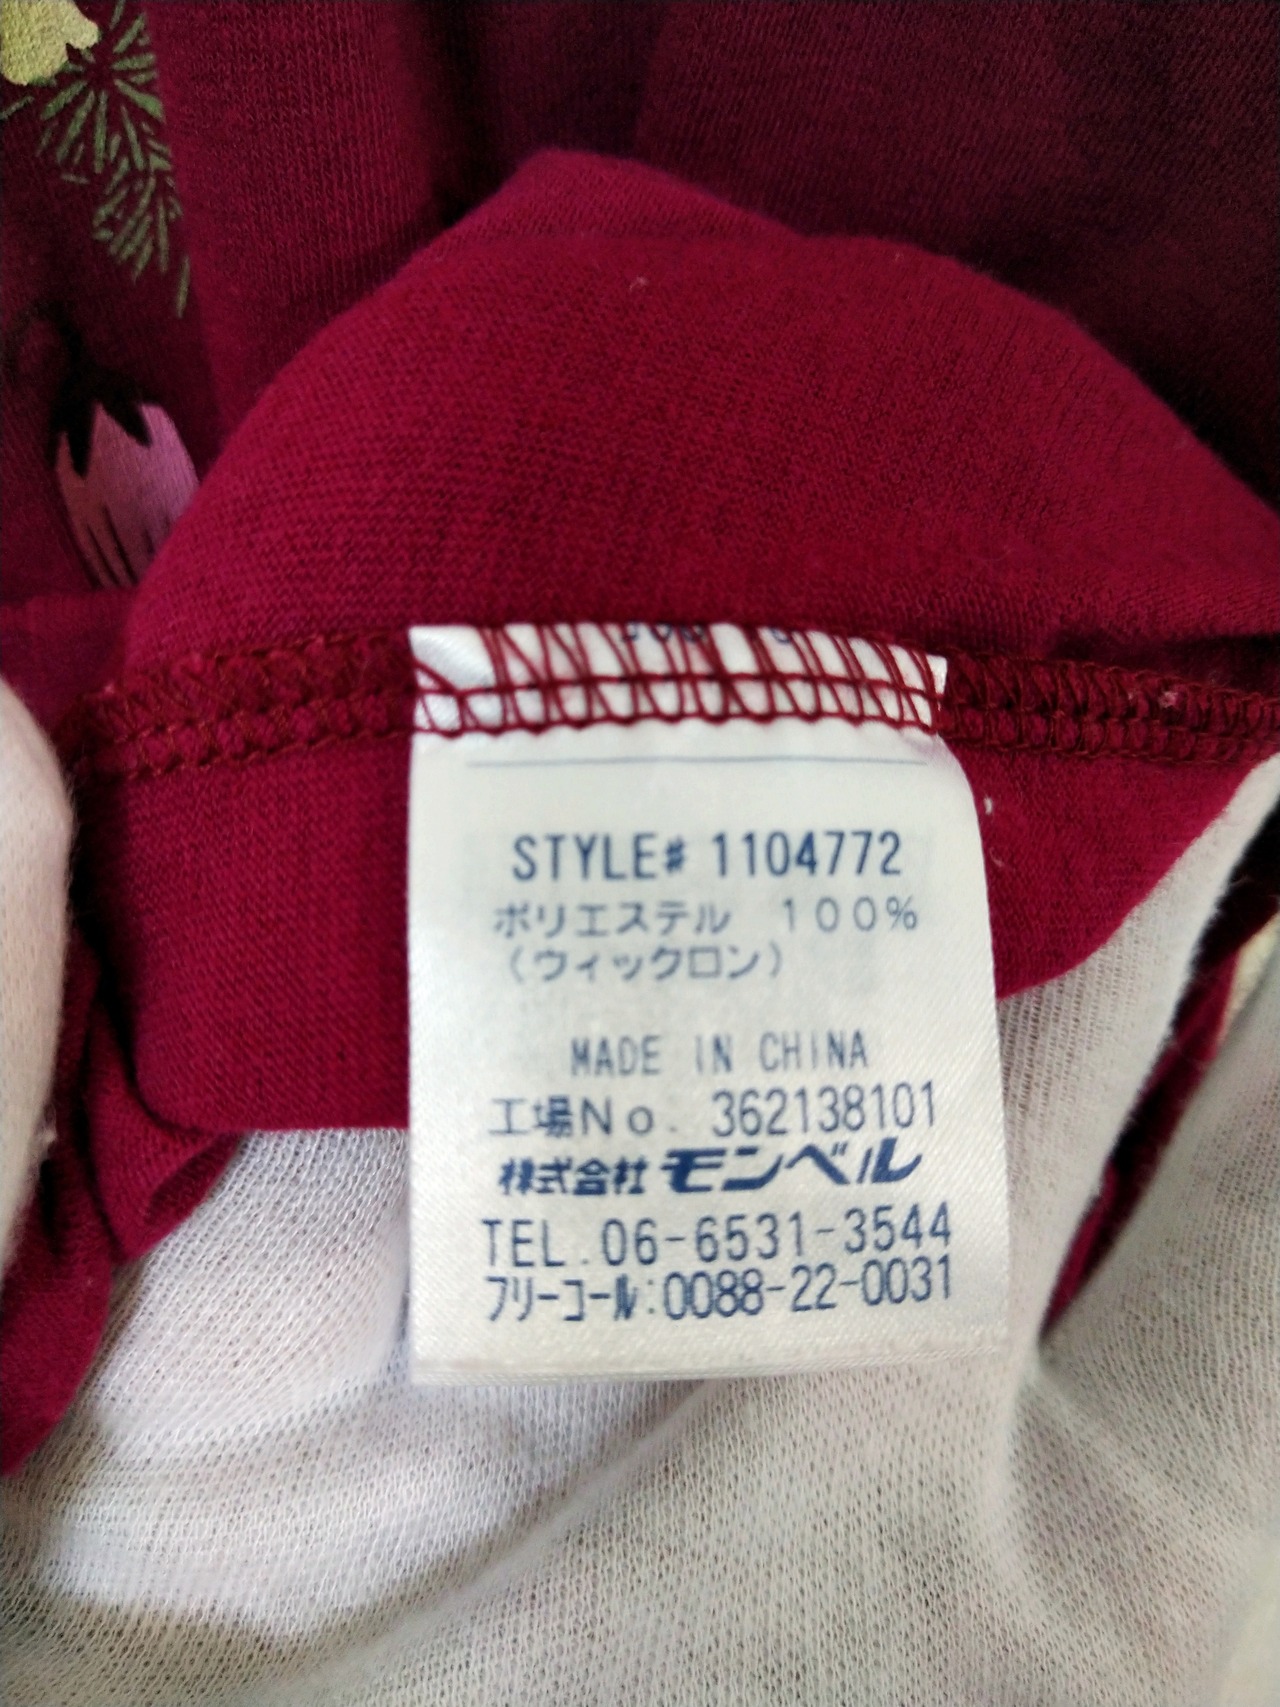 STYLE# 1104772
ポリエステル　１００％
（ウィックロン）
MADE IN CHINA
工場Ｎｏ. 362138101
株式会社モンベル
TEL.06-6531-3544
フリーコール:0088-22-0031